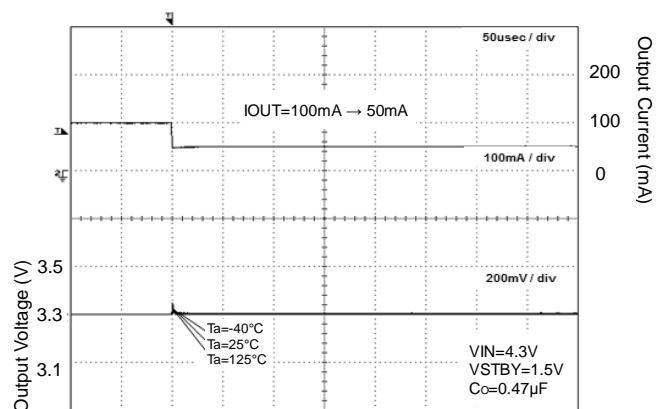 50usec / div
200
IOUT=100mA → 50mA
100
100mA / div
0
Output Current (mA)
3.5
200mV / div
3.3
Ta=-40°C
Ta=25°C
Ta=125°C
3.1
VIN=4.3V
VSTBY=1.5V
Co=0.47µF
Output Voltage (V)